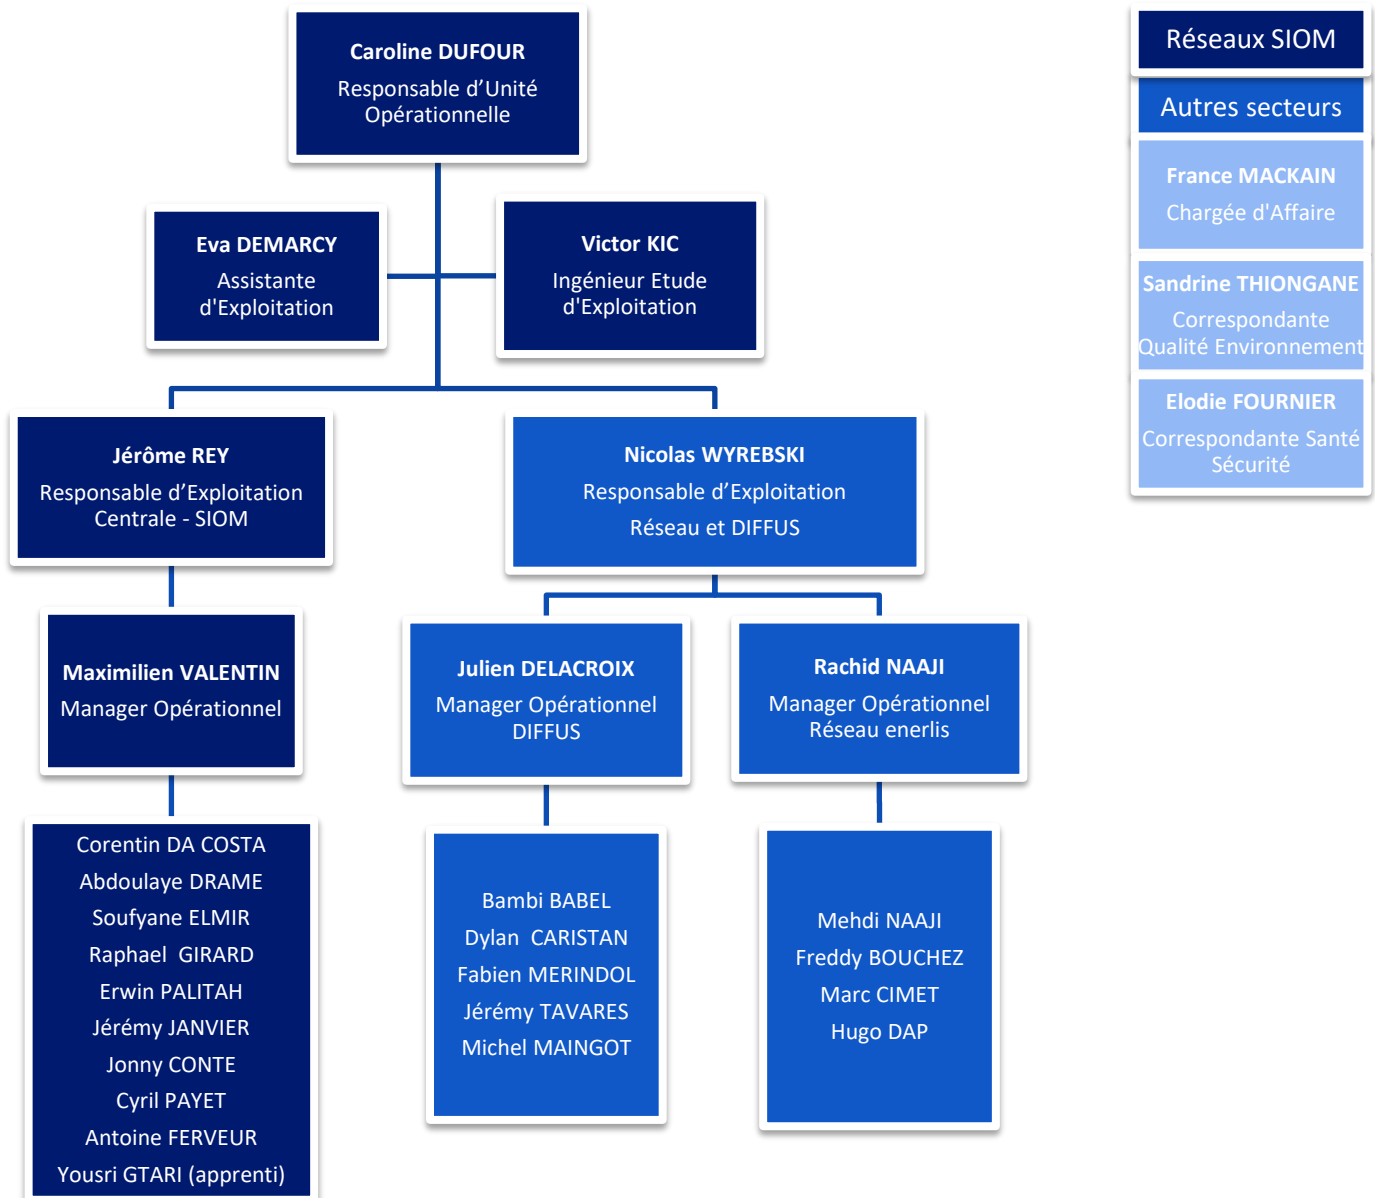 Caroline DUFOUR
Responsable d’Unité
Opérationnelle
Eva DEMARCY
Assistante
d'Exploitation
Victor KIC
Ingénieur Etude
d'Exploitation
Jérôme REY
Responsable d’Exploitation
Centrale - SIOM
Nicolas WYREBSKI
Responsable d’Exploitation
Réseau et DIFFUS
Maximilien VALENTIN
Manager Opérationnel
Julien DELACROIX
Manager Opérationnel
DIFFUS
Rachid NAAJI
Manager Opérationnel
Réseau enerlis
Corentin DA COSTA
Abdoulaye DRAME
Soufyane ELMIR
Raphael  GIRARD
Erwin PALITAH
Jérémy JANVIER
Jonny CONTE
Cyril PAYET
Antoine FERVEUR
Yousri GTARI (apprenti)
Bambi BABEL
Dylan  CARISTAN
Fabien MERINDOL
Jérémy TAVARES
Michel MAINGOT
Mehdi NAAJI
Freddy BOUCHEZ
Marc CIMET
Hugo DAP
Réseaux SIOM
Autres secteurs
France MACKAIN
Chargée d'Affaire
Sandrine THIONGANE
Correspondante
Qualité Environnement
Elodie FOURNIER
Correspondante Santé
Sécurité